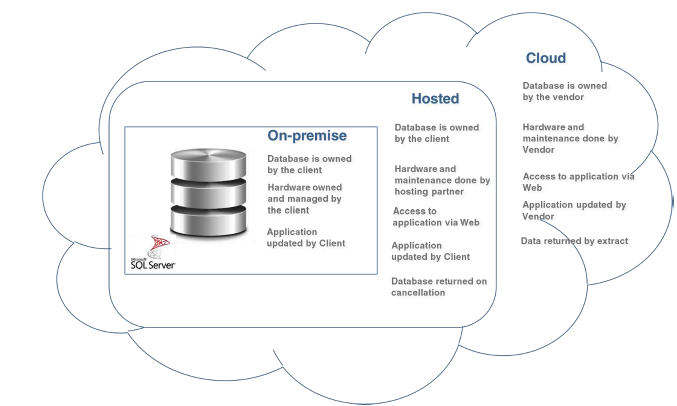 On-premise
Database is owned
by the client
Hardware owned
and managed by
the client
Application
updated by Client
Microsoft
SQL Server
Hosted
Database is owned
by the client
Hardware and
maintenance done by
hosting partner
Access to
application via Web
Application
updated by Client
Database returned on
cancellation
Cloud
Database is owned
by the vendor
Hardware and
maintenance done by
Vendor
Access to application via
Web
Application updated by
Vendor
Data returned by extract